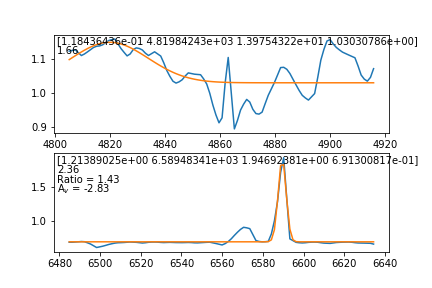 [1.18436436e-01 4.81984243e+03 1.39754322e+01 1.03030786e+00]
1.66
1.1
1.0
0.9
4800 4820 4840 4860 4880 4900 4920
[1.21389025e+00 6.58948341e+03 1.94692381e+00 6.91300817e-01]
2.36
Ratio = 1.43
Aᵥ = -2.83
1.5
1.0
6480 6500 6520 6540 6560 6580 6600 6620 6640